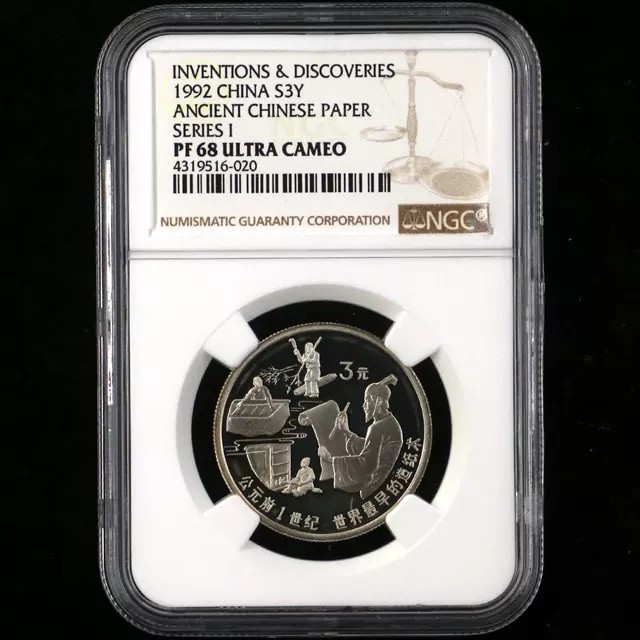 INVENTIONS & DISCOVERIES
1992 CHINA S3Y
ANCIENT CHINESE PAPER
SERIES I
PF 68 ULTRA CAMEO
4319516-020
NUMISMATIC GUARANTY CORPORATION
NGC
3元
公元前1世纪 世界最早的造纸术